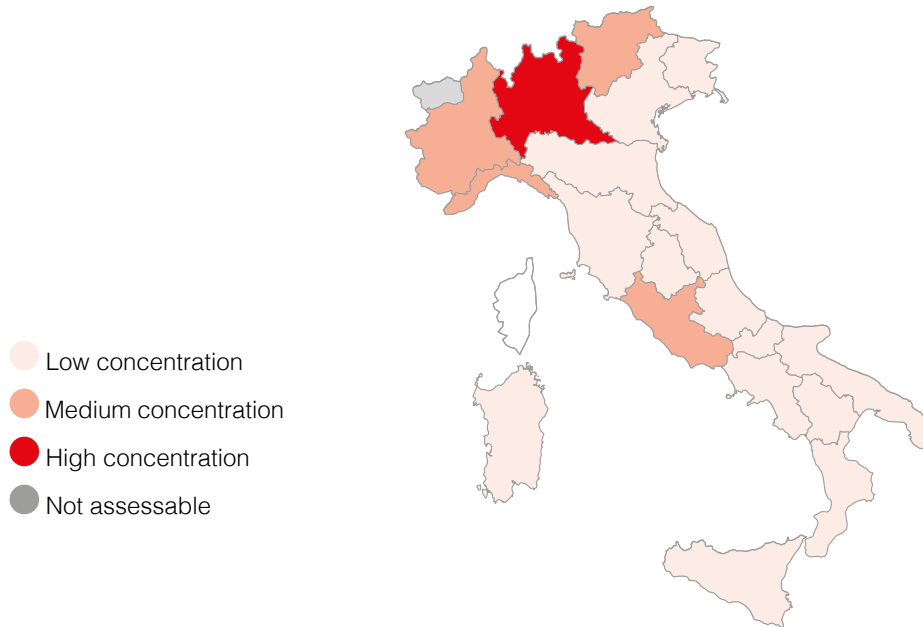 Low concentration
Medium concentration
High concentration
Not assessable